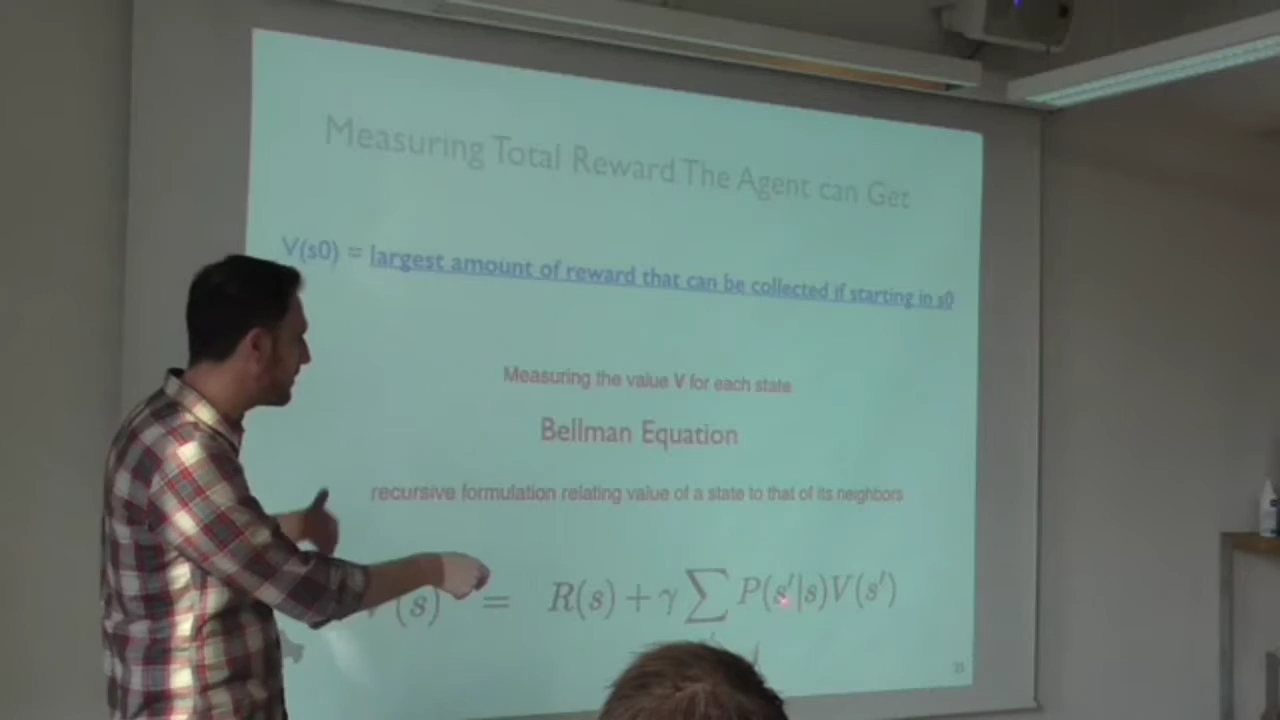 Measuring Total Reward The Agent can Get
V(s0) = largest amount of reward that can be collected if starting in s0
Measuring the value V for each state
Bellman Equation
recursive formulation relating value of a state to that of its neighbors
(s) = R(s) + γ ∑ P(s'|s)V(s')